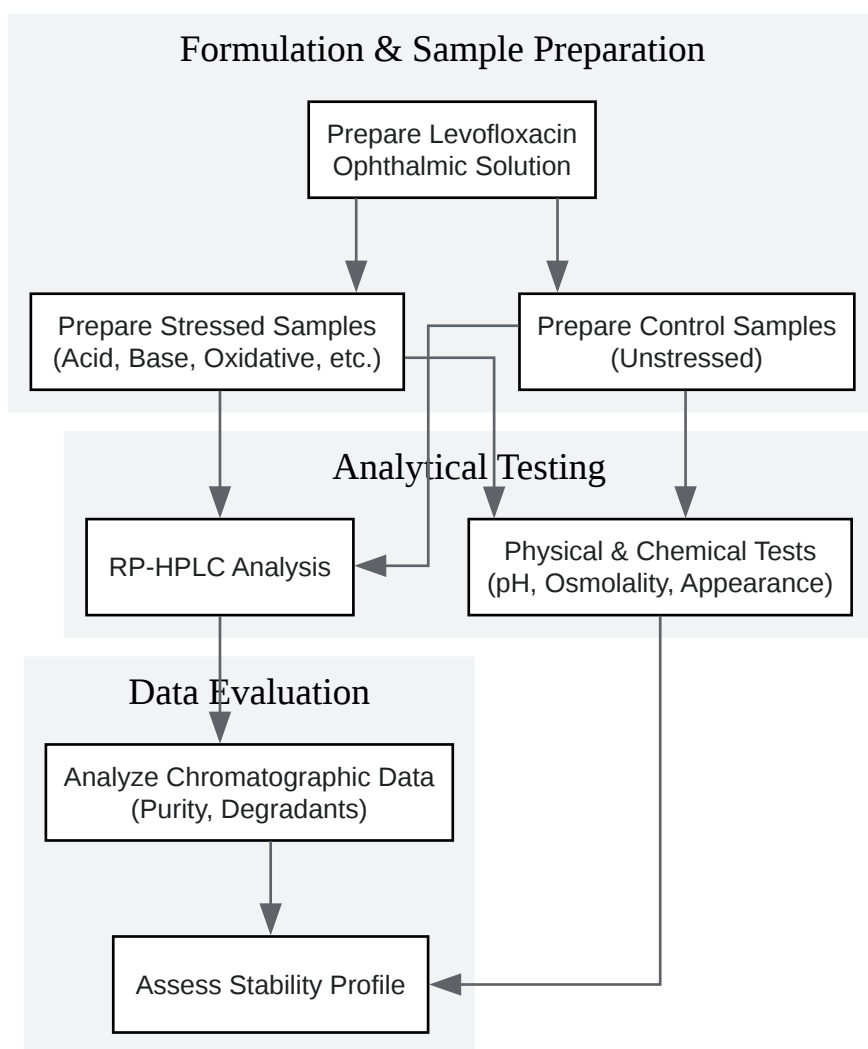 Formulation & Sample Preparation
Prepare Levofloxacin
Ophthalmic Solution
Prepare Stressed Samples
(Acid, Base, Oxidative, etc.)
Prepare Control Samples
(Unstressed)
Analytical Testing
RP-HPLC Analysis
Physical & Chemical Tests
(pH, Osmolality, Appearance)
Data Evaluation
Analyze Chromatographic Data
(Purity, Degradants)
Assess Stability Profile